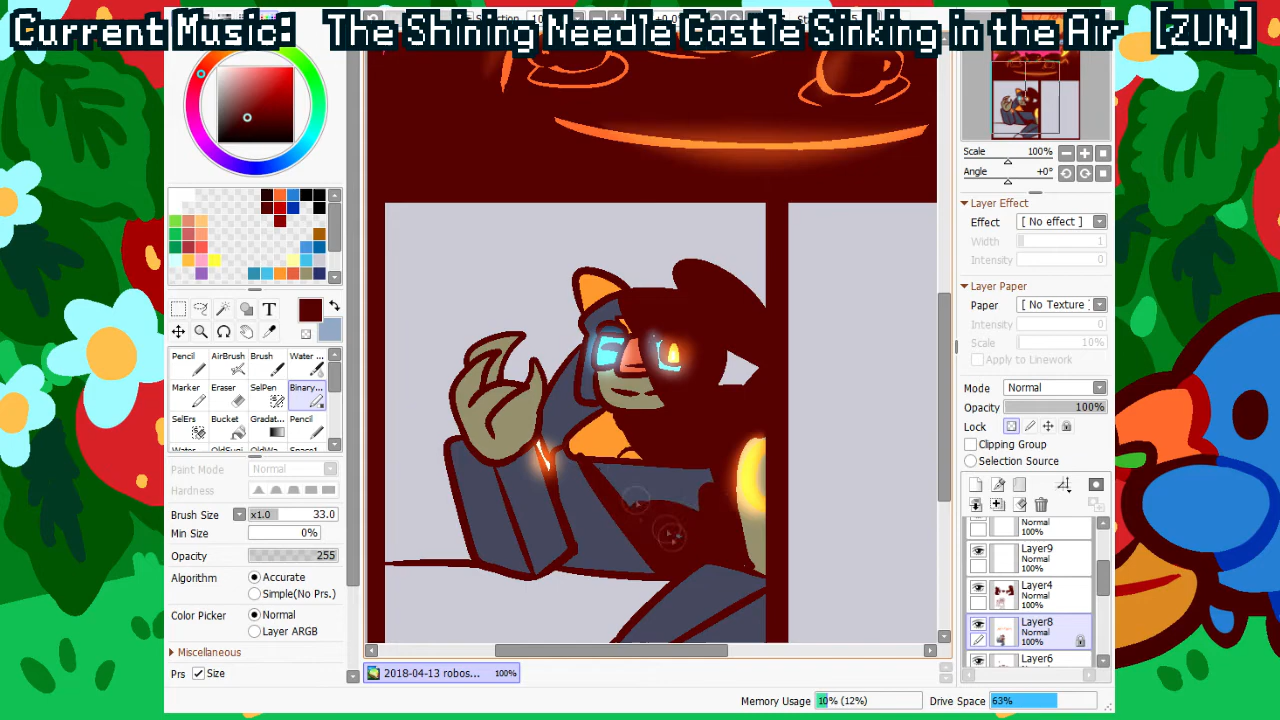 Current Music:  The Shining Needle Castle Sinking in the Air  [ZUN]
Scale 100%
Angle +0°
Layer Effect
Effect [ No effect ]
Width 1
Intensity 0
Layer Paper
Paper [ No Texture ]
Intensity 0
Scale 10%
Apply to Linework
Mode Normal
Opacity 100%
Lock
Clipping Group
Selection Source
Normal
100%
Layer9
Normal
100%
Layer4
Normal
100%
Layer8
Normal
100%
Layer6
Normal
T
Pencil AirBrush Brush Water ...
Marker Eraser SelPen Binary...
SelErs Bucket Gradat... Pencil
Paint Mode Normal
Hardness
Brush Size x1.0 33.0
Min Size 0%
Opacity 255
Algorithm Accurate
Simple(No Prs.)
Color Picker Normal
Layer ARGB
Miscellaneous
Prs Size
2018-04-13 robos... 100%
Memory Usage 10% (12%) Drive Space 63%